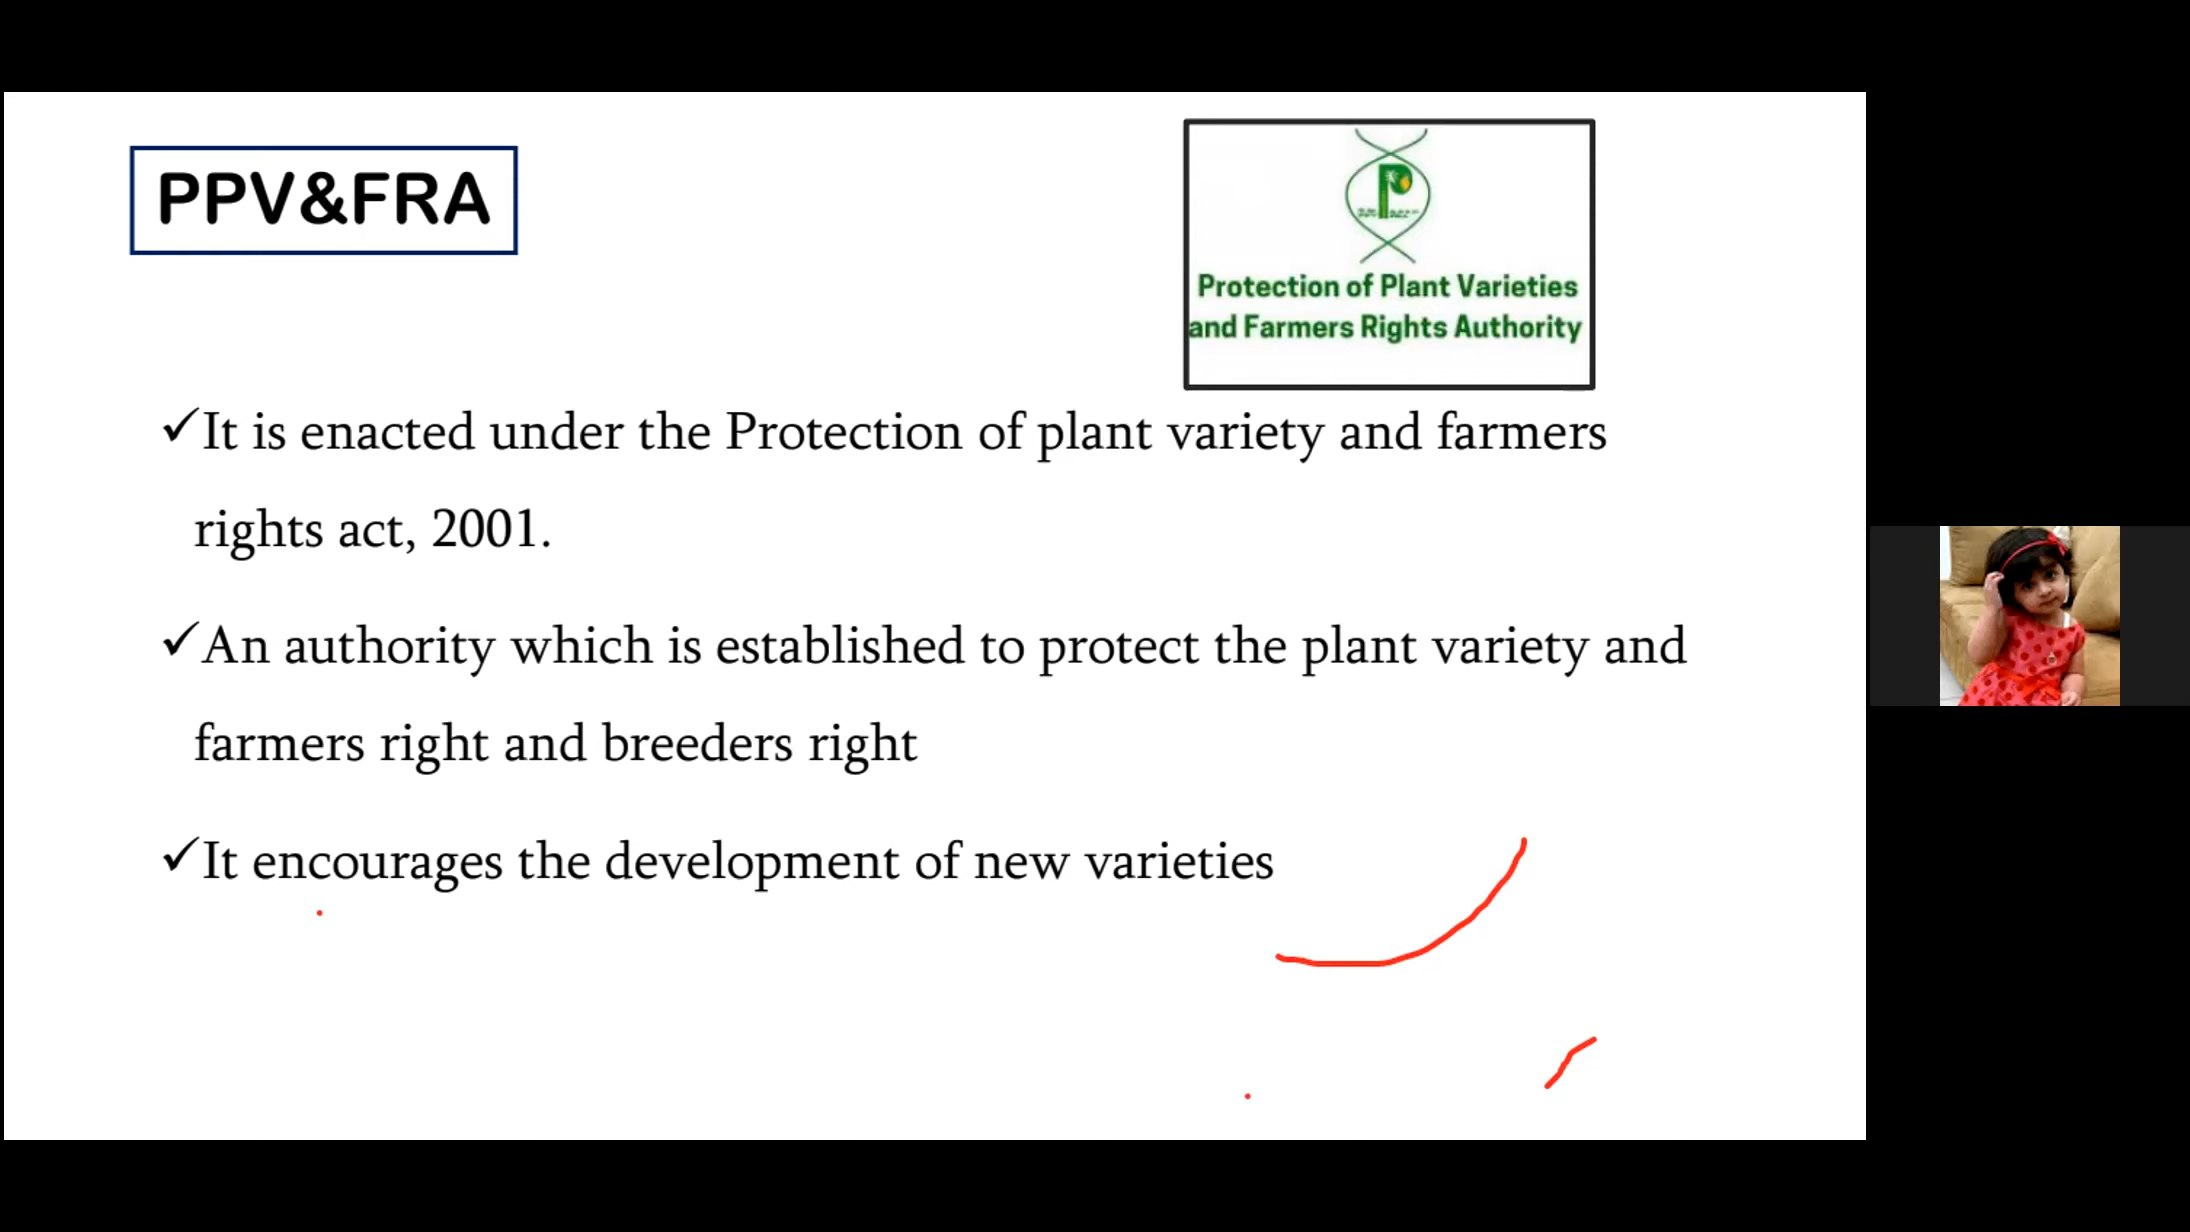 PPV&FRA
Protection of Plant Varieties
and Farmers Rights Authority
✓It is enacted under the Protection of plant variety and farmers
rights act, 2001.
✓An authority which is established to protect the plant variety and
farmers right and breeders right
✓It encourages the development of new varieties